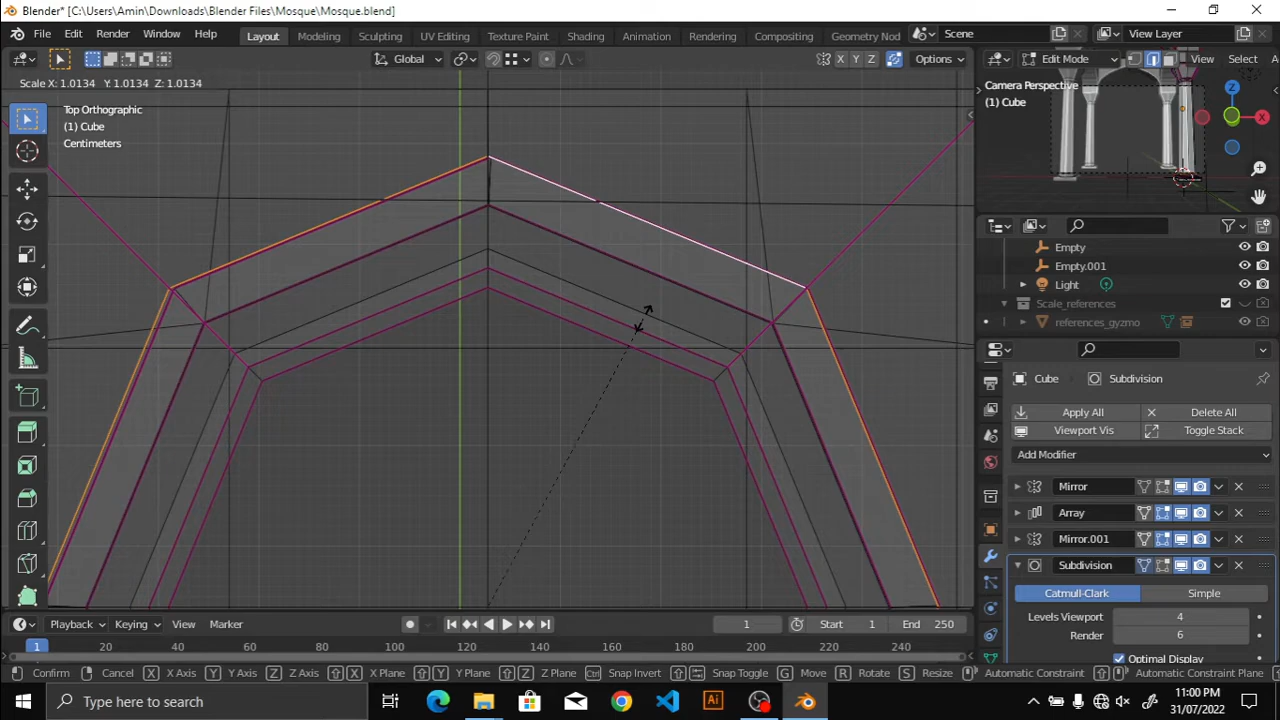 Blender* [C:\Users\Amin\Downloads\Blender Files\Mosque\Mosque.blend]
File Edit Render Window Help Layout Modeling Sculpting UV Editing Texture Paint Shading Animation Rendering Compositing Geometry Nod Scene View Layer
Global X Y Z Options Edit Mode View Select
Scale X: 1.0134 Y: 1.0134 Z: 1.0134
Top Orthographic
(1) Cube
Centimeters
Camera Perspective
(1) Cube
Z
X
Empty
Empty.001
Light
Scale_references
references_gyzmo
Cube Subdivision
Apply All Delete All
Viewport Vis Toggle Stack
Add Modifier
Mirror
Array
Mirror.001
Subdivision
Catmull-Clark Simple
Levels Viewport 4
Render 6
Optimal Display
Playback Keying View Marker 1 Start 1 End 250
1 20 40 60 80 100 120 140 160 180 200 220 240
Confirm Cancel X X Axis Y Y Axis Z Z Axis X X Plane Y Y Plane Z Z Plane Ctrl Snap Invert Snap Toggle G Move R Rotate S Resize Automatic Constraint Automatic Constraint Plane
Type here to search
Ai
11:00 PM
31/07/2022